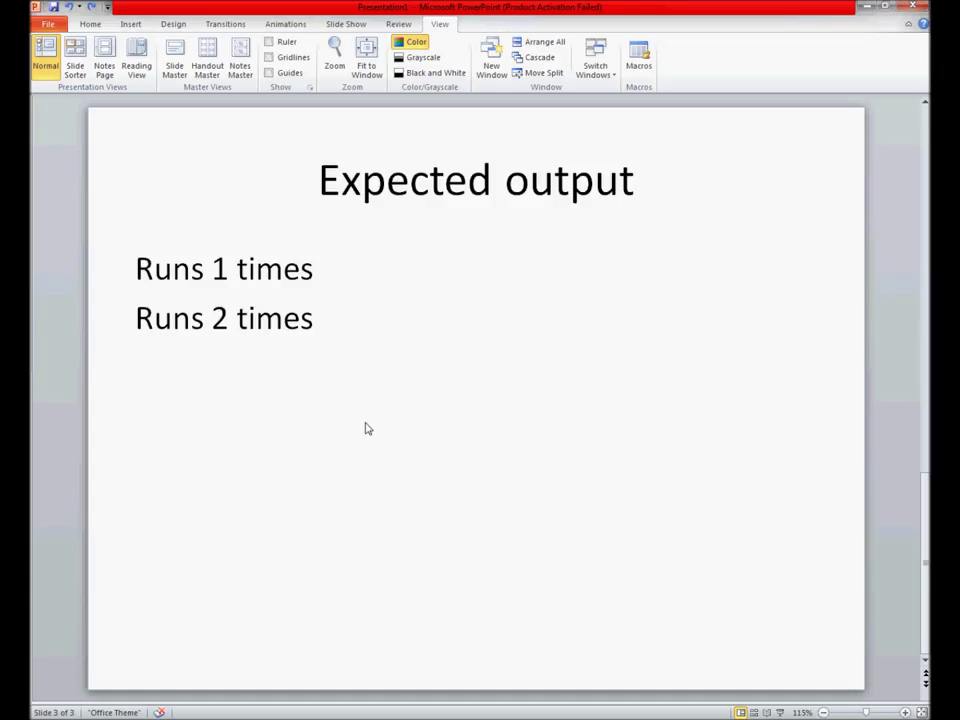 Presentation1 - Microsoft PowerPoint (Product Activation Failed)
File Home Insert Design Transitions Animations Slide Show Review View
Normal Slide Sorter Notes Page Reading View
Presentation Views
Slide Master Handout Master Notes Master
Master Views
Ruler
Gridlines
Guides
Show
Zoom Fit to Window
Zoom
Color
Grayscale
Black and White
Color/Grayscale
New Window
Arrange All
Cascade
Move Split
Switch Windows
Window
Macros
Macros
Expected output
Runs 1 times
Runs 2 times
Slide 3 of 3 "Office Theme" 115%